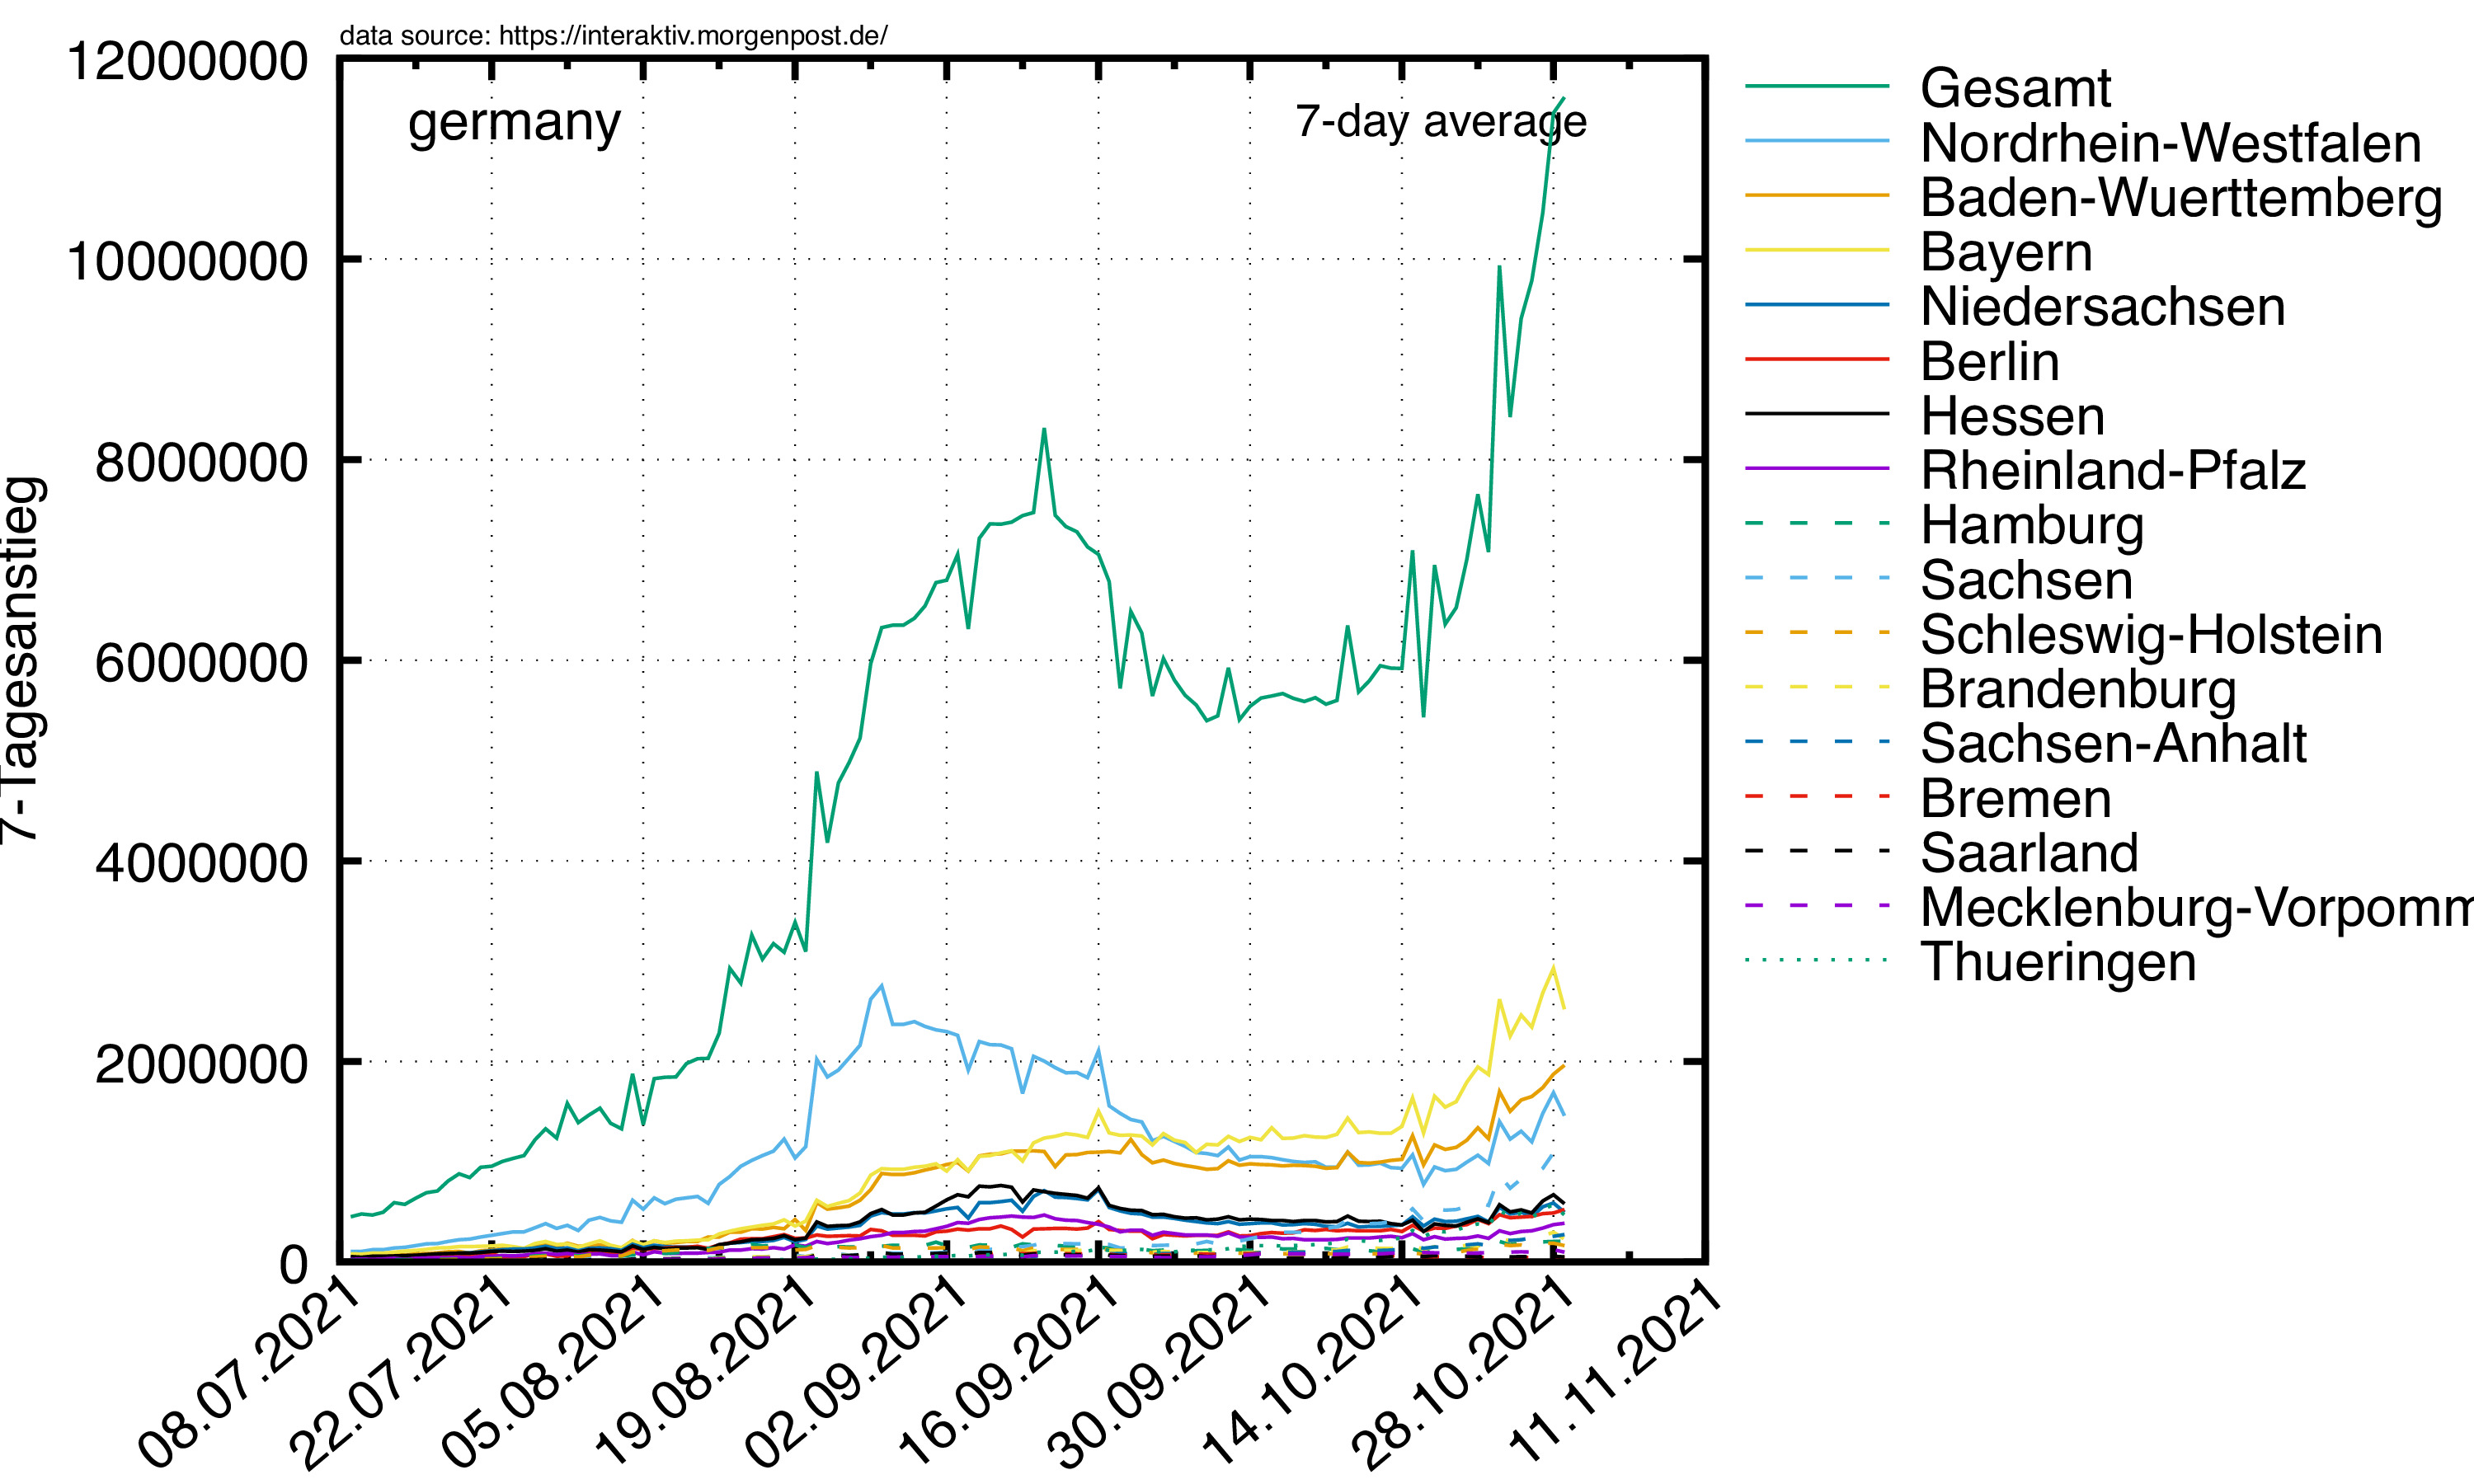 data source: https://interaktiv.morgenpost.de/
12000000
10000000
8000000
6000000
4000000
2000000
0
7-Tagesanstieg
germany
7-day average
08.07.2021
22.07.2021
05.08.2021
19.08.2021
02.09.2021
16.09.2021
30.09.2021
14.10.2021
28.10.2021
11.11.2021
Gesamt
Nordrhein-Westfalen
Baden-Wuerttemberg
Bayern
Niedersachsen
Berlin
Hessen
Rheinland-Pfalz
Hamburg
Sachsen
Schleswig-Holstein
Brandenburg
Sachsen-Anhalt
Bremen
Saarland
Mecklenburg-Vorpomm
Thueringen